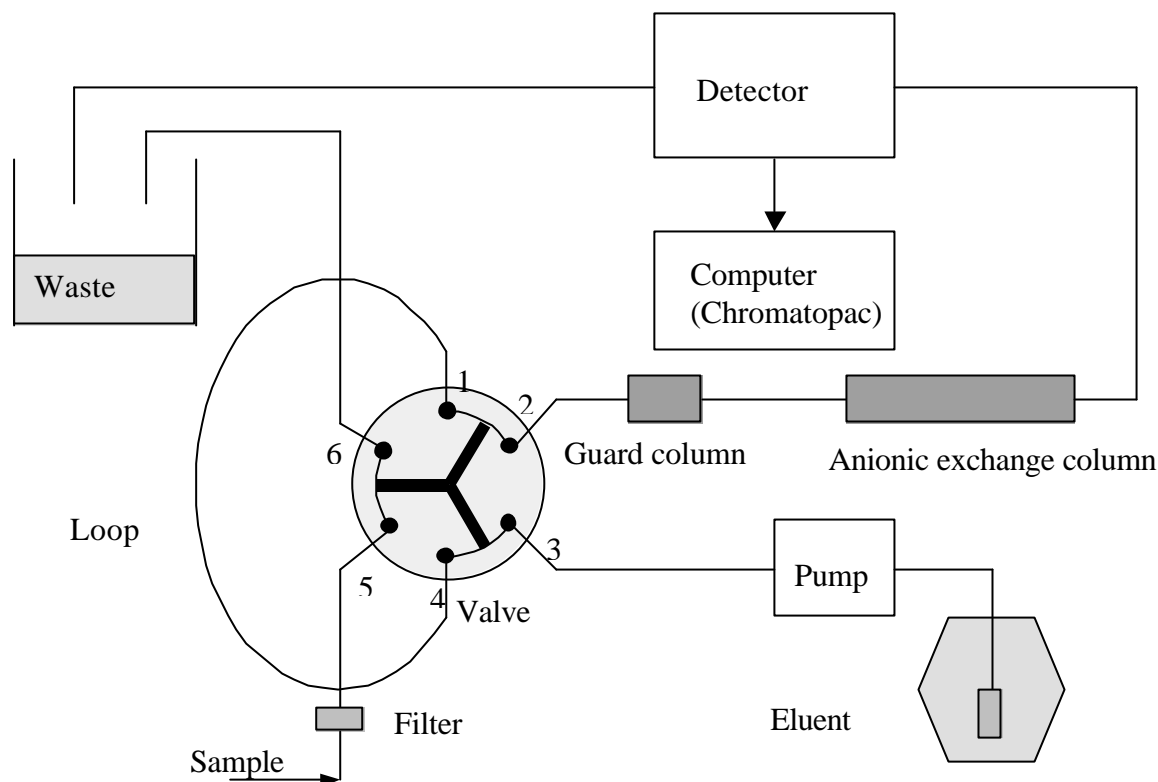 Detector
Waste
Computer
(Chromatopac)
1
2
6
Guard column
Anionic exchange column
Loop
3
5
4
Valve
Pump
Filter
Eluent
Sample